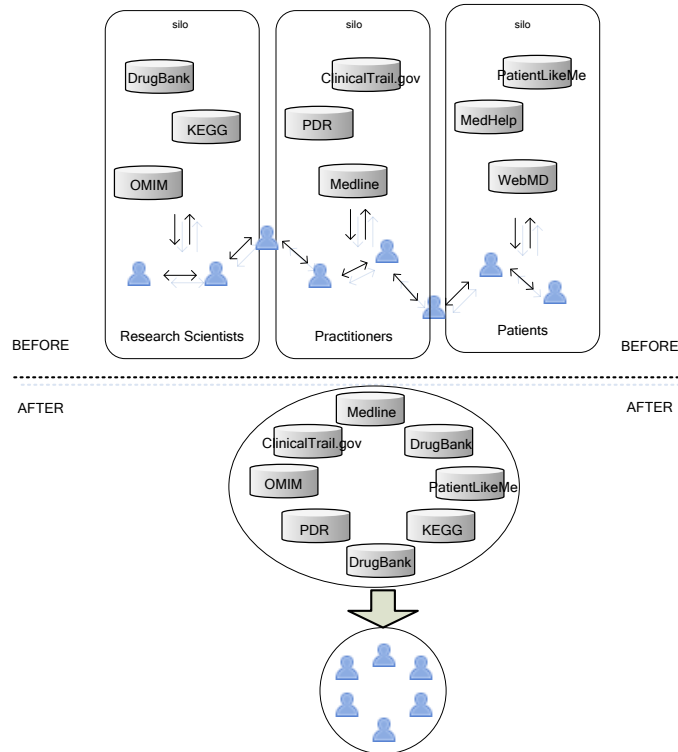 silo
silo
silo
DrugBank
KEGG
OMIM
Research Scientists
ClinicalTrail.gov
PDR
Medline
Practitioners
PatientLikeMe
MedHelp
WebMD
Patients
BEFORE
BEFORE
AFTER
AFTER
Medline
ClinicalTrail.gov
DrugBank
OMIM
PatientLikeMe
PDR
KEGG
DrugBank